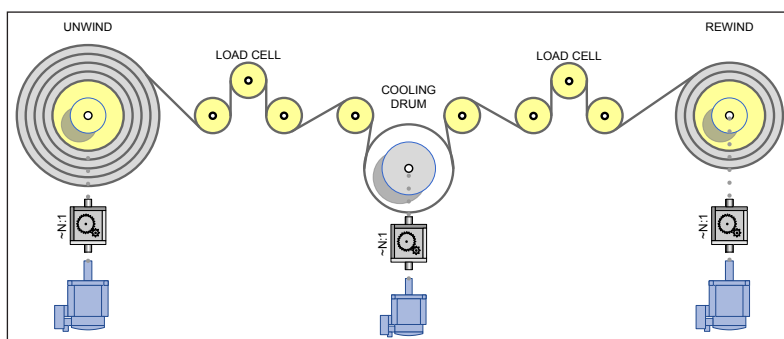 UNWIND
REWIND
LOAD CELL
LOAD CELL
COOLING
DRUM
~N:1
~N:1
~N:1